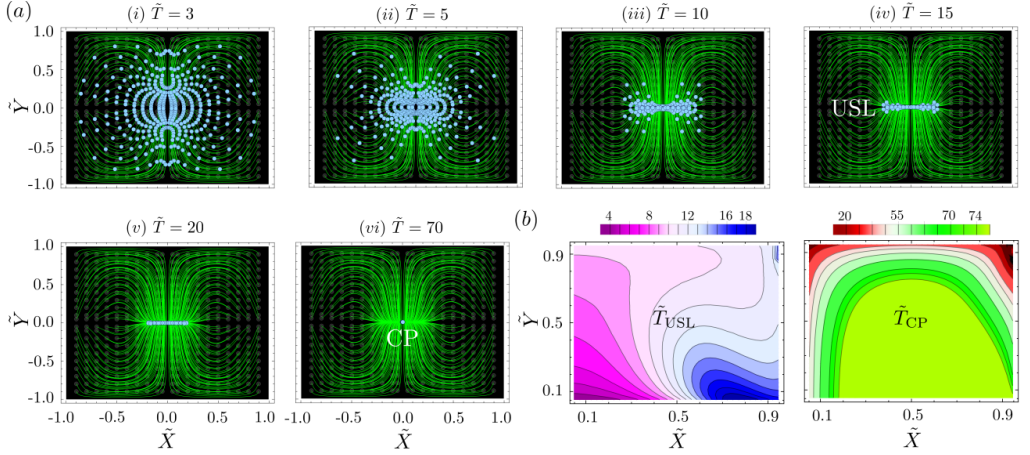 (a)
(i) T̃ = 3
(ii) T̃ = 5
(iii) T̃ = 10
(iv) T̃ = 15
1.0
0.5
0.0
-0.5
-1.0
Ỹ
USL
(v) T̃ = 20
(vi) T̃ = 70
1.0
0.5
0.0
-0.5
-1.0
Ỹ
CP
-1.0 -0.5 0.0 0.5 1.0
X̃
-1.0 -0.5 0.0 0.5 1.0
X̃
(b)
4 8 12 16 18
0.9
0.5
0.1
Ỹ
T̃USL
0.1 0.5 0.9
X̃
20 55 70 74
T̃CP
0.1 0.5 0.9
X̃